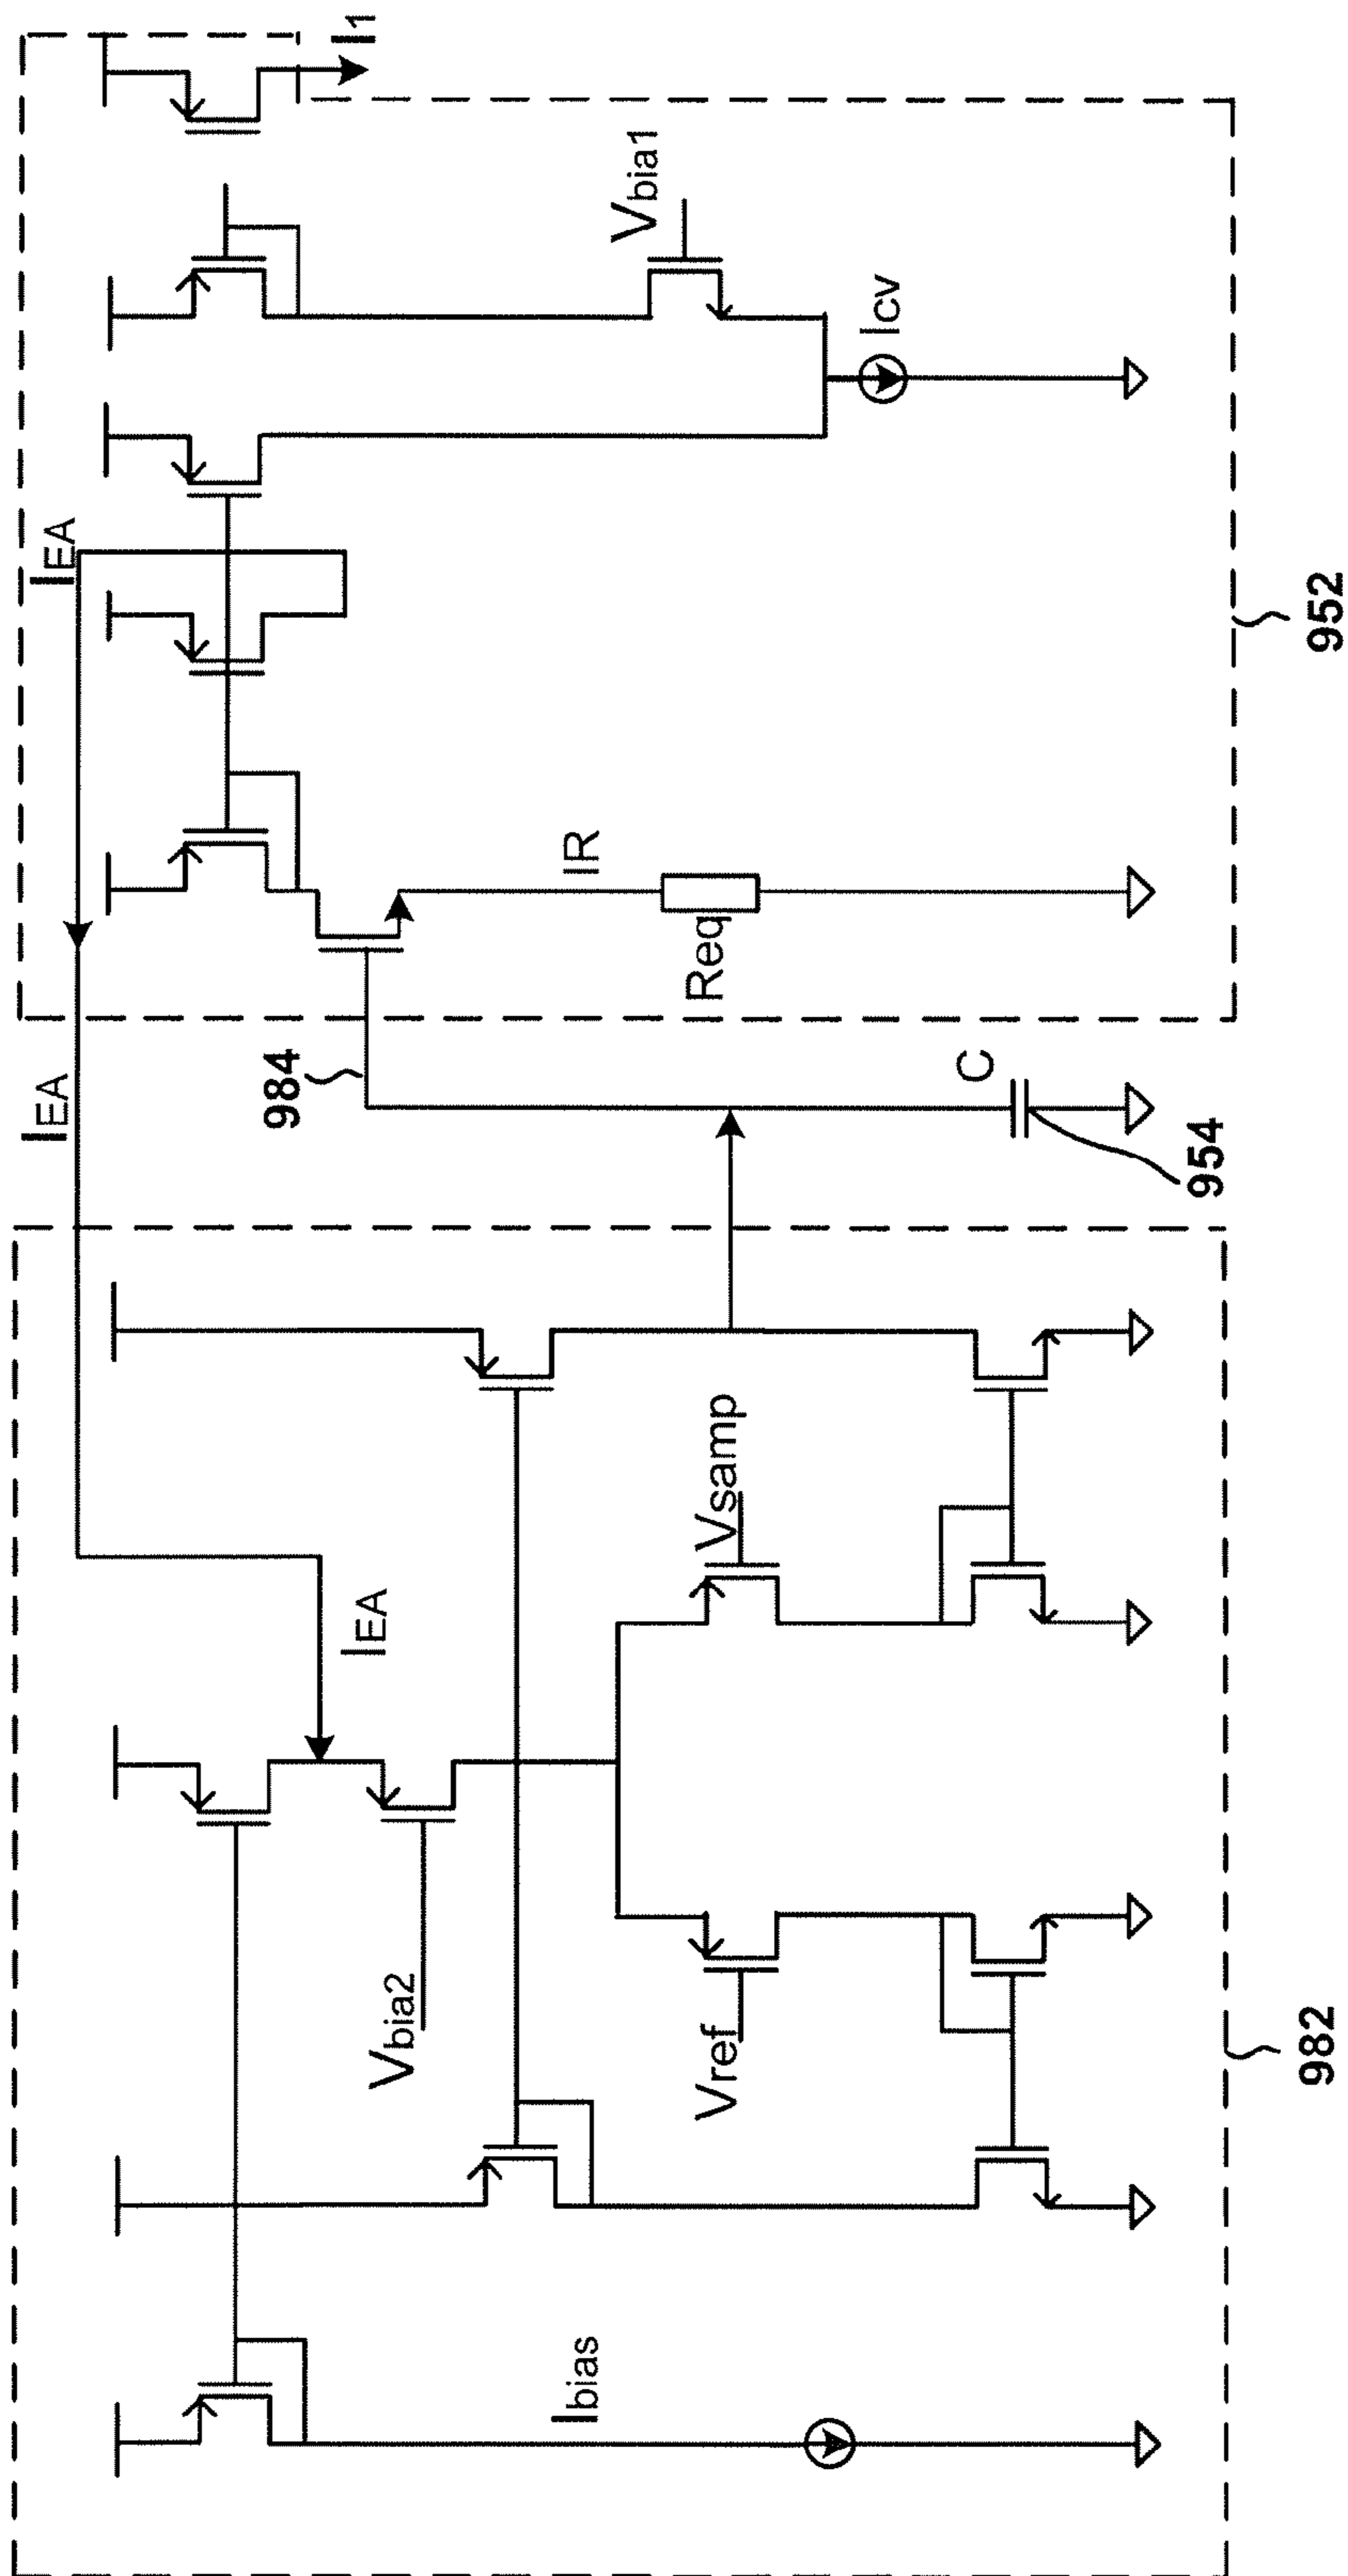 I1
Vbia1
Icv
IEA
IR
Req
952
IEA
984
C
954
Vsamp
IEA
Vbia2
Vref
982
Ibias